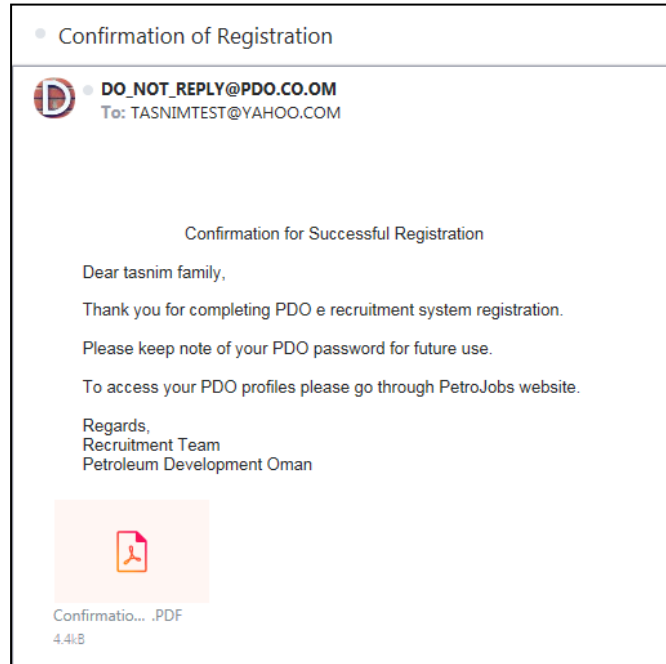 Confirmation of Registration
D
DO_NOT_REPLY@PDO.CO.OM
To: TASNIMTEST@YAHOO.COM
Confirmation for Successful Registration
Dear tasnim family,
Thank you for completing PDO e recruitment system registration.
Please keep note of your PDO password for future use.
To access your PDO profiles please go through PetroJobs website.
Regards,
Recruitment Team
Petroleum Development Oman
Confirmatio... .PDF
4.4kB